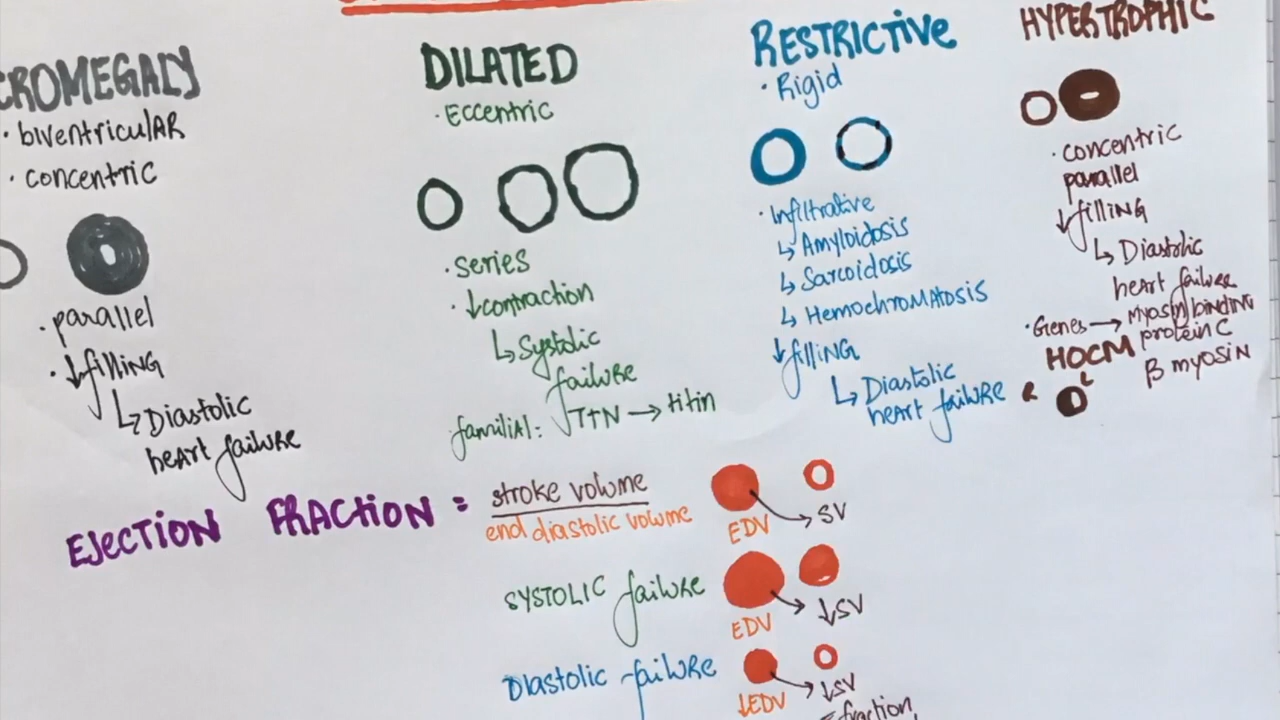 CROMEGALY
· biventriculAR
· concentric
· parallel
· ↓filliNG
↳ Diastolic
heArt failuRe
DILATED
· Eccentric
· series
· ↓contraction
↳ Systolic
failuRe
familiAl: TTN → titin
RESTRICTIVE
· Rigid
· Infiltrative
↳ Amyloidosis
↳ Sarcoidosis
↳ HemochroMAtosis
↓filliNG
↳ Diastolic
heArt failuRe
HYPERTROPHIC
· concentric
parallel
↓filliNG
↳ Diastolic
heArt failuRe
· Genes → Myosin binding
protein C
β myosin
HOCM
R L
EJECTION FRACTION = stroke volume
end diastolic volume
EDV → SV
SYSTOLIC failuRe
EDV → ↓SV
Diastolic failuRe
↓EDV → ↓SV
fraction